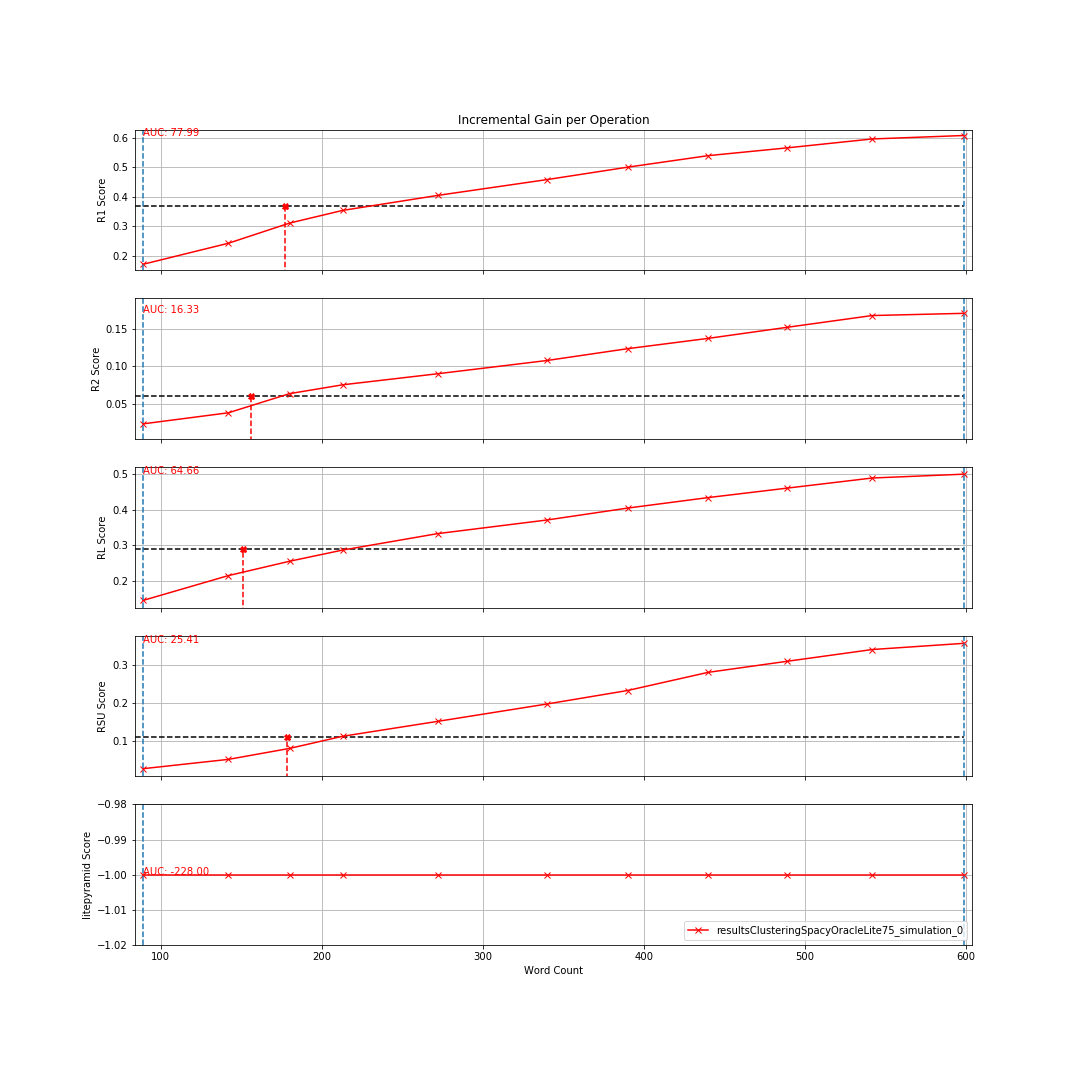 Incremental Gain per Operation
AUC: 77.99
0.6
0.5
0.4
0.3
0.2
R1 Score
AUC: 16.33
0.15
0.10
0.05
R2 Score
AUC: 64.66
0.5
0.4
0.3
0.2
RL Score
AUC: 25.41
0.3
0.2
0.1
RSU Score
−0.98
−0.99
−1.00
−1.01
−1.02
litepyramid Score
AUC: -228.00
resultsClusteringSpacyOracleLite75_simulation_0
100 200 300 400 500 600
Word Count